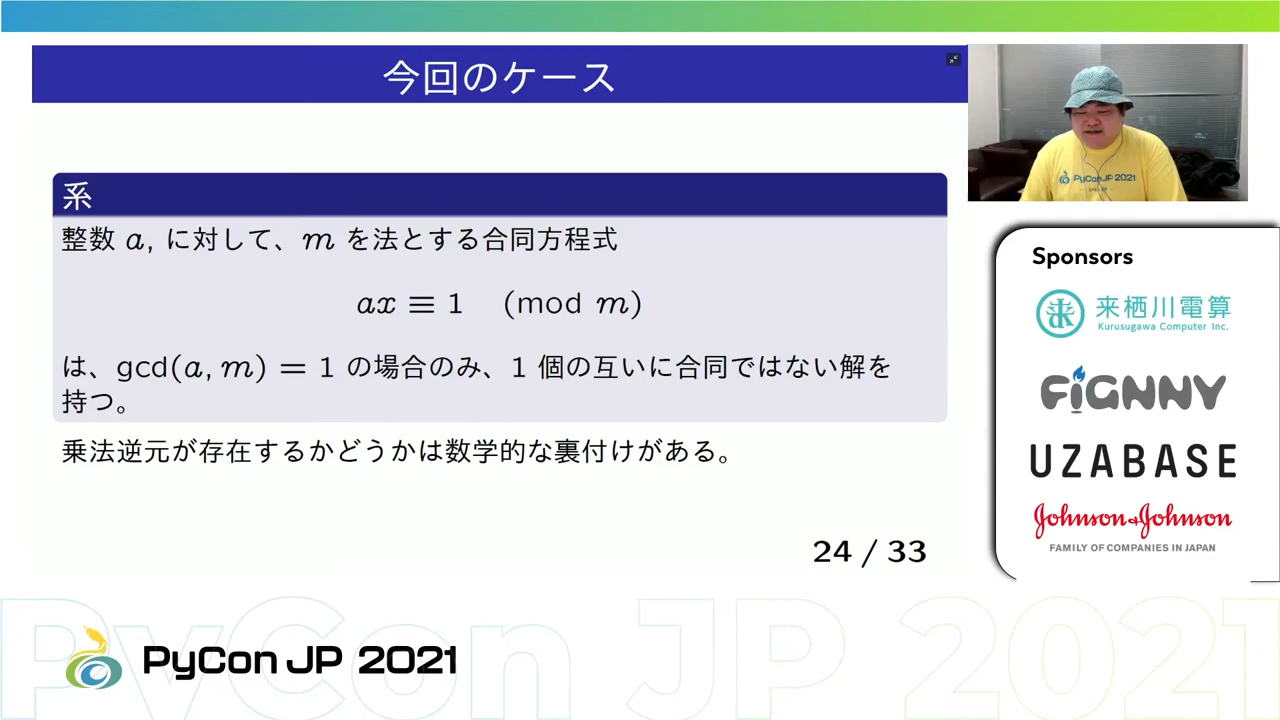 今回のケース
系
整数 a, に対して、m を法とする合同方程式
ax ≡ 1 (mod m)
は、gcd(a, m) = 1 の場合のみ、1 個の互いに合同ではない解を
持つ。
乗法逆元が存在するかどうかは数学的な裏付けがある。
24 / 33
PyCon JP 2021
Sponsors
来栖川電算
Kurusugawa Computer Inc.
FiGNNY
UZABASE
Johnson & Johnson
FAMILY OF COMPANIES IN JAPAN
PyCon JP 2021
PyCon JP 2021